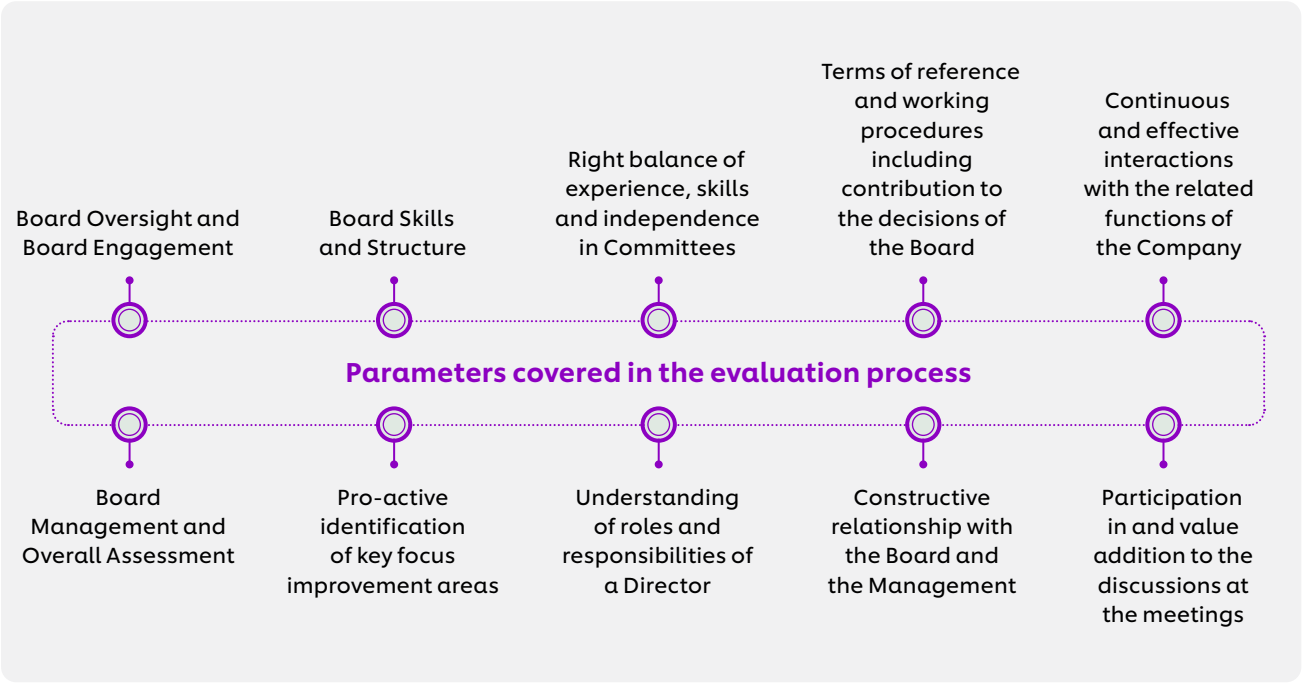 Board Oversight and
Board Engagement
Board Skills
and Structure
Right balance of
experience, skills
and independence
in Committees
Terms of reference
and working
procedures
including
contribution to
the decisions of
the Board
Continuous
and effective
interactions
with the related
functions of
the Company
Parameters covered in the evaluation process
Board
Management and
Overall Assessment
Pro-active
identification
of key focus
improvement areas
Understanding
of roles and
responsibilities of
a Director
Constructive
relationship with
the Board and
the Management
Participation
in and value
addition to the
discussions at
the meetings